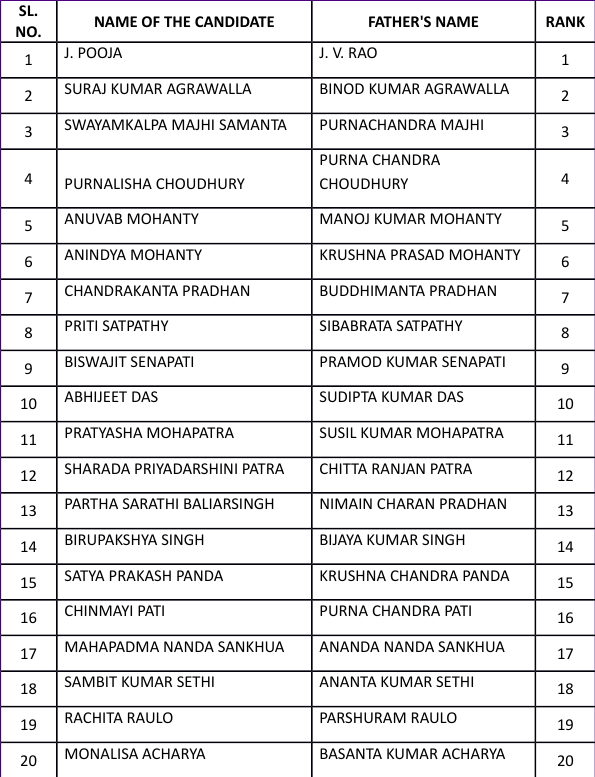 SL. NO. NAME OF THE CANDIDATE FATHER'S NAME RANK
1 J. POOJA J. V. RAO 1
2 SURAJ KUMAR AGRAWALLA BINOD KUMAR AGRAWALLA 2
3 SWAYAMKALPA MAJHI SAMANTA PURNACHANDRA MAJHI 3
4 PURNALISHA CHOUDHURY PURNA CHANDRA CHOUDHURY 4
5 ANUVAB MOHANTY MANOJ KUMAR MOHANTY 5
6 ANINDYA MOHANTY KRUSHNA PRASAD MOHANTY 6
7 CHANDRAKANTA PRADHAN BUDDHIMANTA PRADHAN 7
8 PRITI SATPATHY SIBABRATA SATPATHY 8
9 BISWAJIT SENAPATI PRAMOD KUMAR SENAPATI 9
10 ABHIJEET DAS SUDIPTA KUMAR DAS 10
11 PRATYASHA MOHAPATRA SUSIL KUMAR MOHAPATRA 11
12 SHARADA PRIYADARSHINI PATRA CHITTA RANJAN PATRA 12
13 PARTHA SARATHI BALIARSINGH NIMAIN CHARAN PRADHAN 13
14 BIRUPAKSHYA SINGH BIJAYA KUMAR SINGH 14
15 SATYA PRAKASH PANDA KRUSHNA CHANDRA PANDA 15
16 CHINMAYI PATI PURNA CHANDRA PATI 16
17 MAHAPADMA NANDA SANKHUA ANANDA NANDA SANKHUA 17
18 SAMBIT KUMAR SETHI ANANTA KUMAR SETHI 18
19 RACHITA RAULO PARSHURAM RAULO 19
20 MONALISA ACHARYA BASANTA KUMAR ACHARYA 20